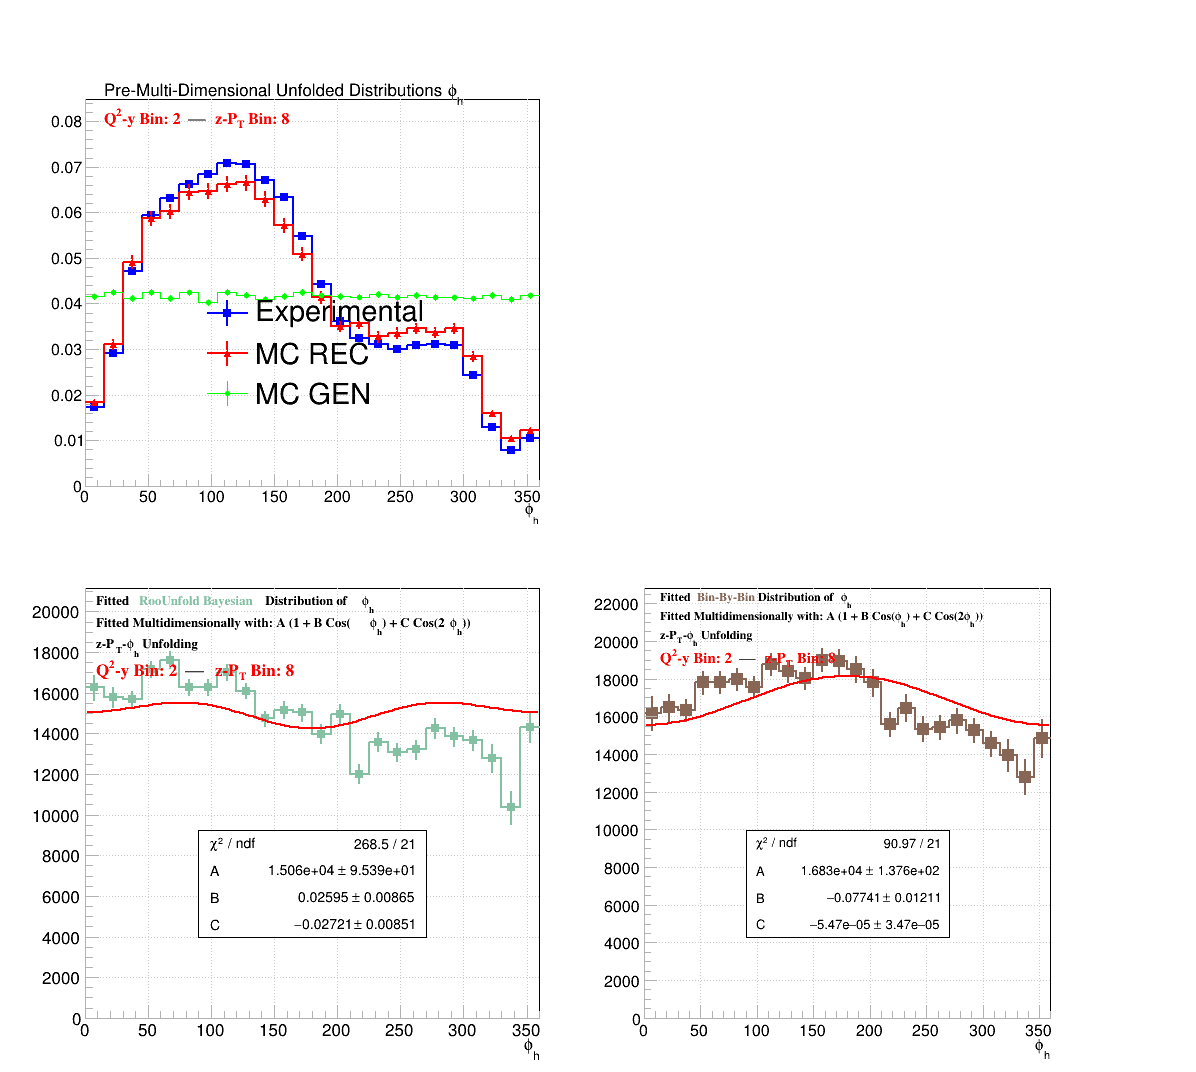 Pre-Multi-Dimensional Unfolded Distributions ϕh
Q2-y Bin: 2 — z-PT Bin: 8
0.08
0.07
0.06
0.05
0.04
0.03
0.02
0.01
0
Experimental
MC REC
MC GEN
0 50 100 150 200 250 300 350
ϕh
Fitted RooUnfold Bayesian Distribution of ϕh
Fitted Multidimensionally with: A (1 + B Cos( ϕh) + C Cos(2 ϕh))
z-PT-ϕh Unfolding
Q2-y Bin: 2 — z-PT Bin: 8
20000
18000
16000
14000
12000
10000
8000
6000
4000
2000
0
χ2 / ndf 268.5 / 21
A 1.506e+04 ± 9.539e+01
B 0.02595 ± 0.00865
C −0.02721 ± 0.00851
0 50 100 150 200 250 300 350
ϕh
Fitted Bin-By-Bin Distribution of ϕh
Fitted Multidimensionally with: A (1 + B Cos(ϕh) + C Cos(2ϕh))
z-PT-ϕh Unfolding
Q2-y Bin: 2 — z-PT Bin: 8
22000
20000
18000
16000
14000
12000
10000
8000
6000
4000
2000
0
χ2 / ndf 90.97 / 21
A 1.683e+04 ± 1.376e+02
B −0.07741 ± 0.01211
C −5.47e−05 ± 3.47e−05
0 50 100 150 200 250 300 350
ϕh